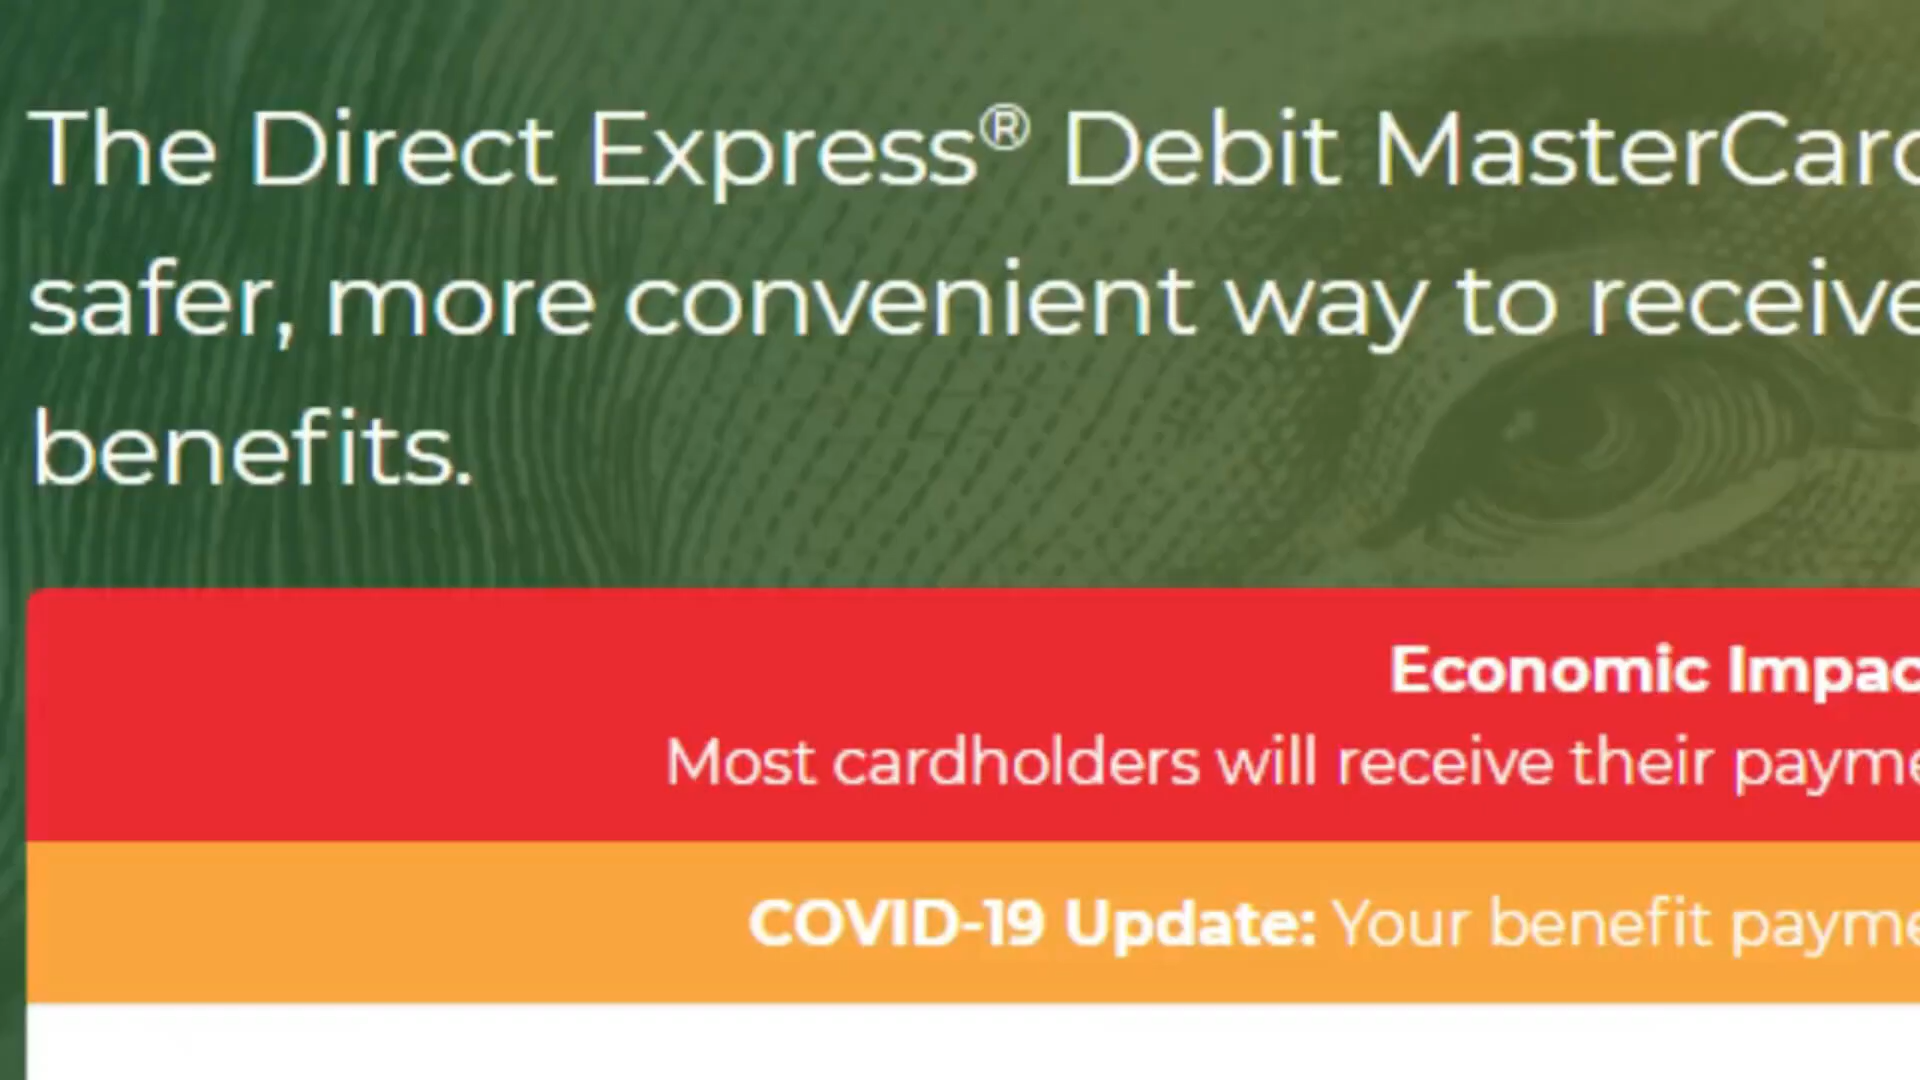 The Direct Express® Debit MasterCard
safer, more convenient way to receive
benefits.
Economic Impac
Most cardholders will receive their payme
COVID-19 Update: Your benefit payme